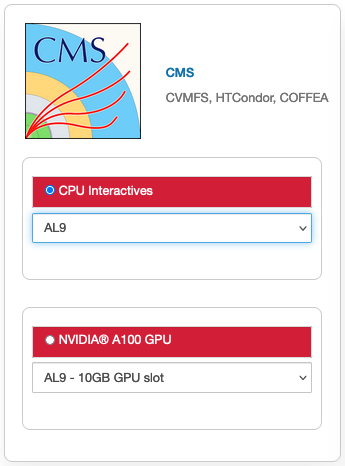 CMS
CMS
CVMFS, HTCondor, COFFEA
CPU Interactives
AL9
NVIDIA® A100 GPU
AL9 - 10GB GPU slot